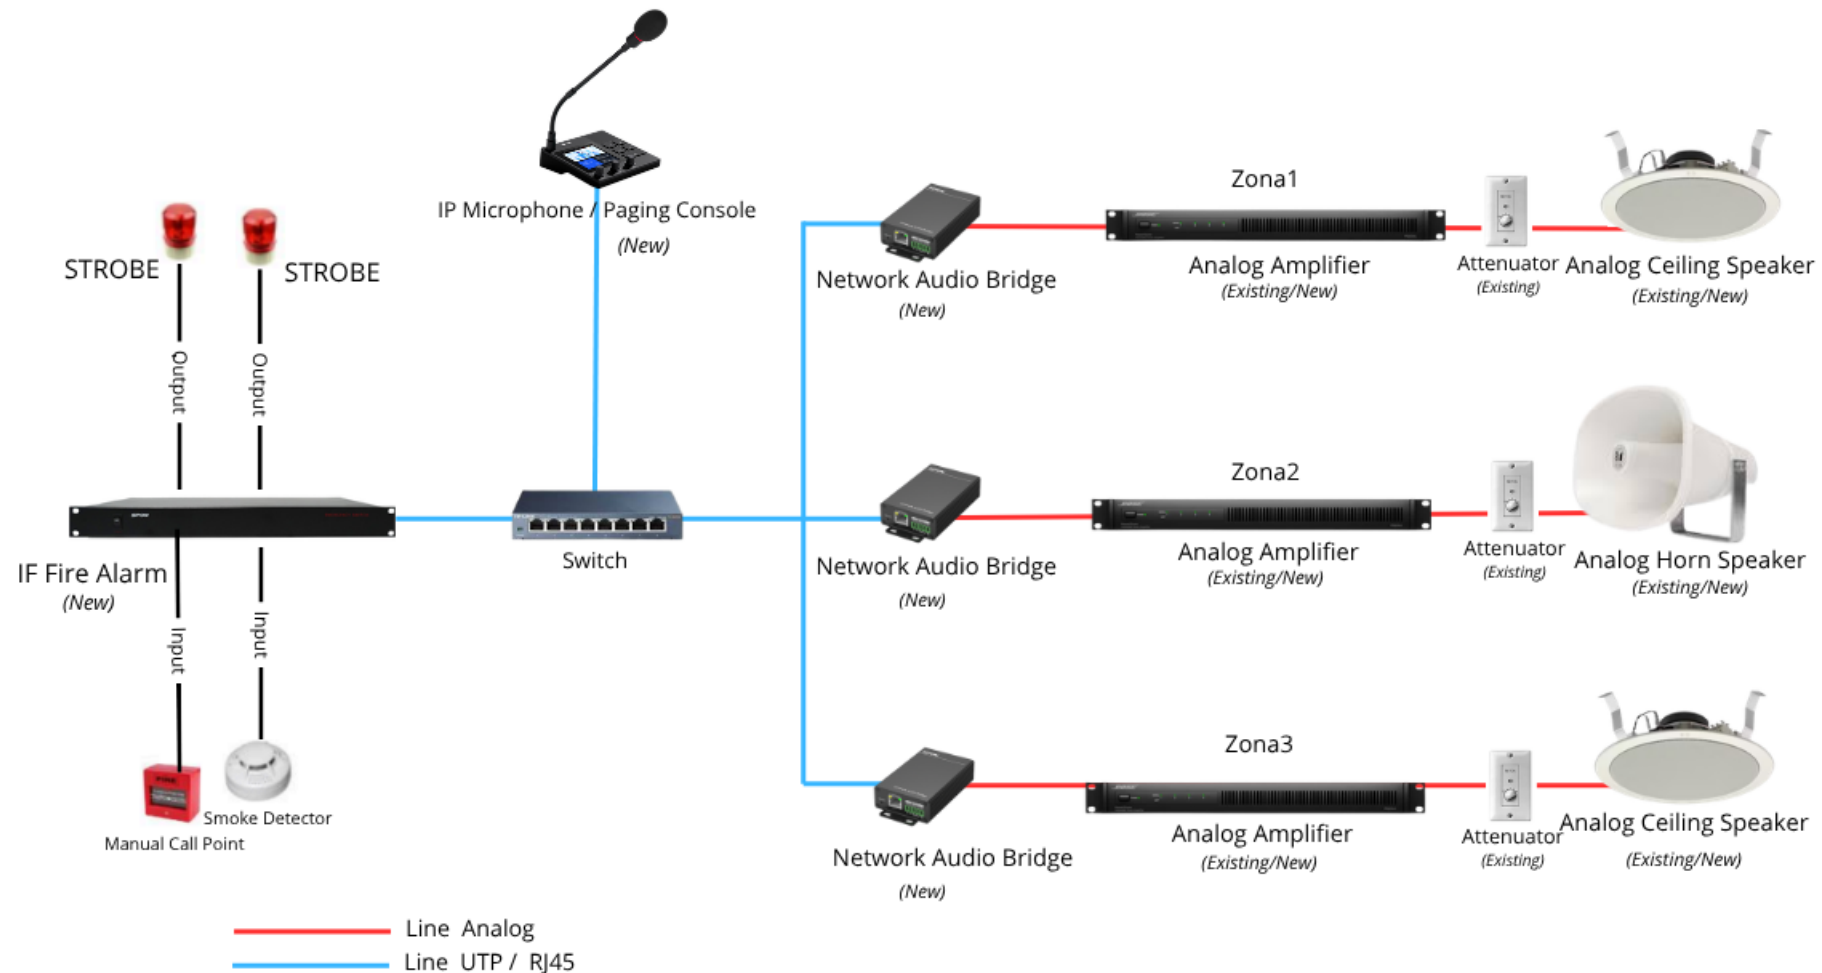 IP Microphone / Paging Console
(New)
STROBE
STROBE
Output
Output
IF Fire Alarm
(New)
Input
Input
Manual Call Point
Smoke Detector
Switch
Network Audio Bridge
(New)
Zona1
Analog Amplifier
(Existing/New)
Attenuator
(Existing)
Analog Ceiling Speaker
(Existing/New)
Network Audio Bridge
(New)
Zona2
Analog Amplifier
(Existing/New)
Attenuator
(Existing)
Analog Horn Speaker
(Existing/New)
Network Audio Bridge
(New)
Zona3
Analog Amplifier
(Existing/New)
Attenuator
(Existing)
Analog Ceiling Speaker
(Existing/New)
Line Analog
Line UTP / RJ45